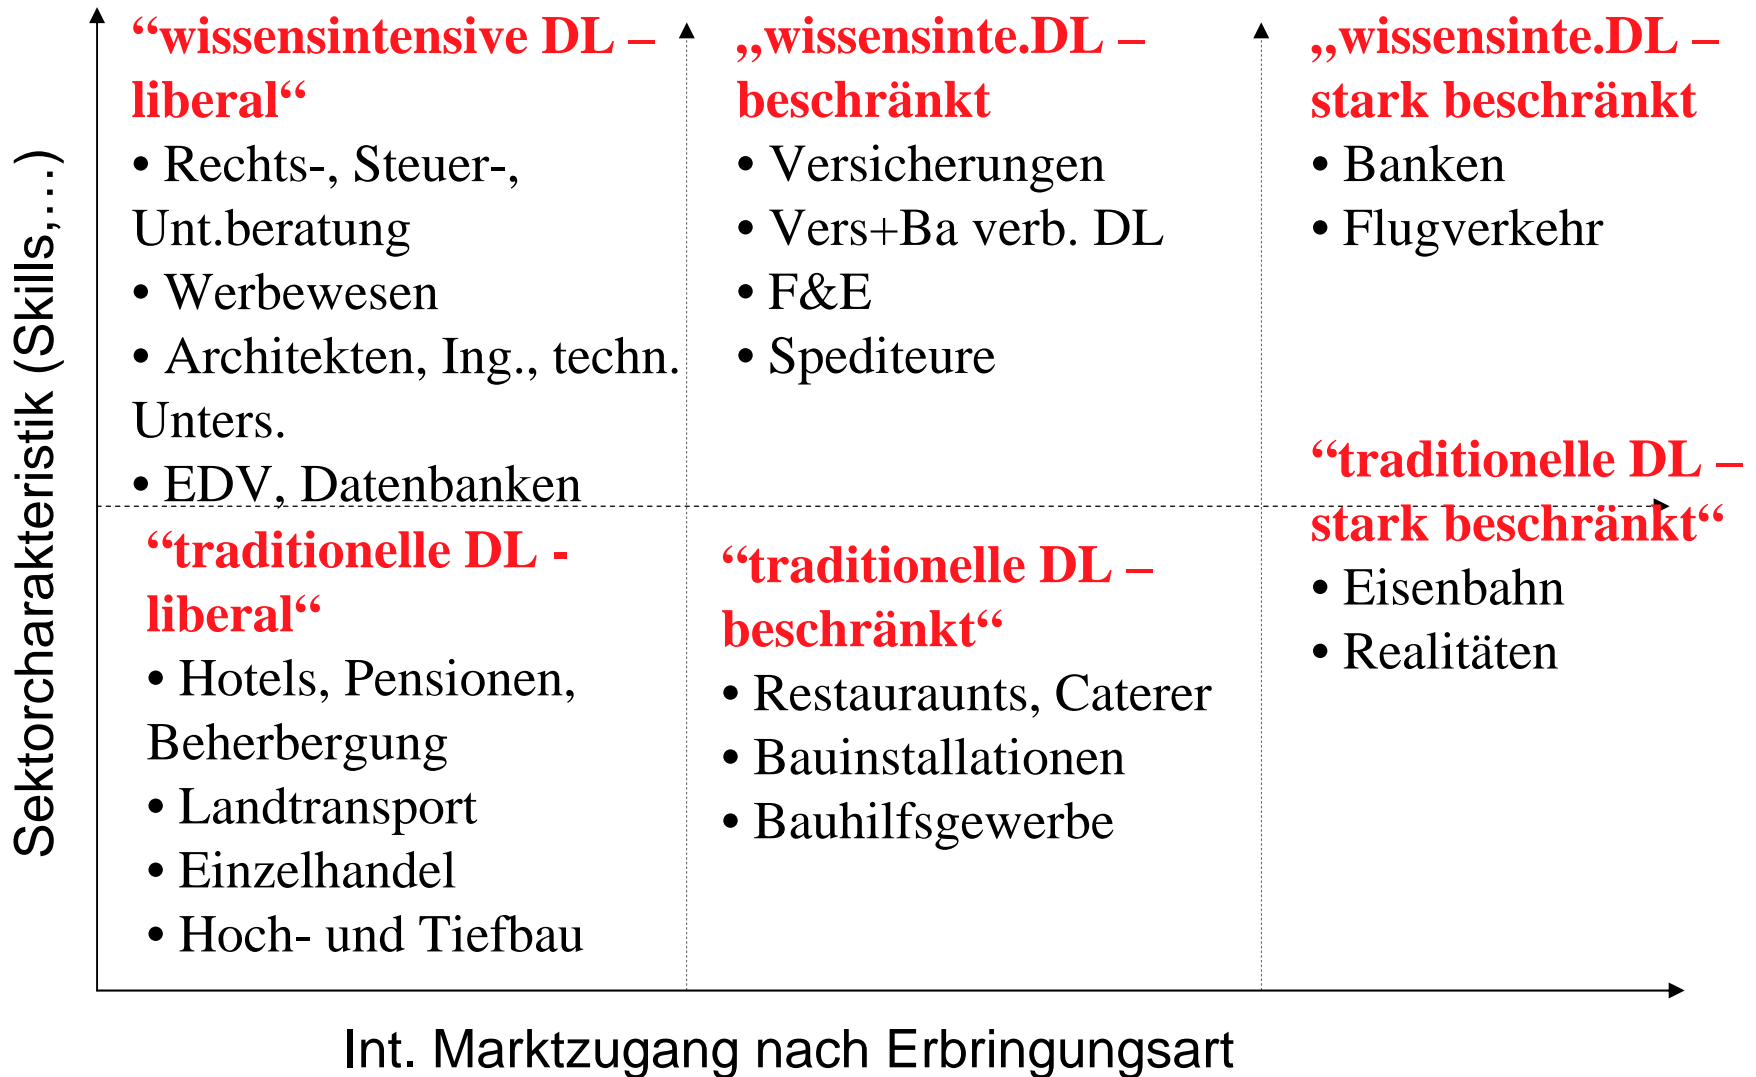 Sektorcharakteristik (Skills,…)
“wissensintensive DL –
liberal“
• Rechts-, Steuer-,
Unt.beratung
• Werbewesen
• Architekten, Ing., techn.
Unters.
• EDV, Datenbanken
„wissensinte.DL –
beschränkt
• Versicherungen
• Vers+Ba verb. DL
• F&E
• Spediteure
„wissensinte.DL –
stark beschränkt
• Banken
• Flugverkehr
“traditionelle DL -
liberal“
• Hotels, Pensionen,
Beherbergung
• Landtransport
• Einzelhandel
• Hoch- und Tiefbau
“traditionelle DL –
beschränkt“
• Restauraunts, Caterer
• Bauinstallationen
• Bauhilfsgewerbe
“traditionelle DL –
stark beschränkt“
• Eisenbahn
• Realitäten
Int. Marktzugang nach Erbringungsart